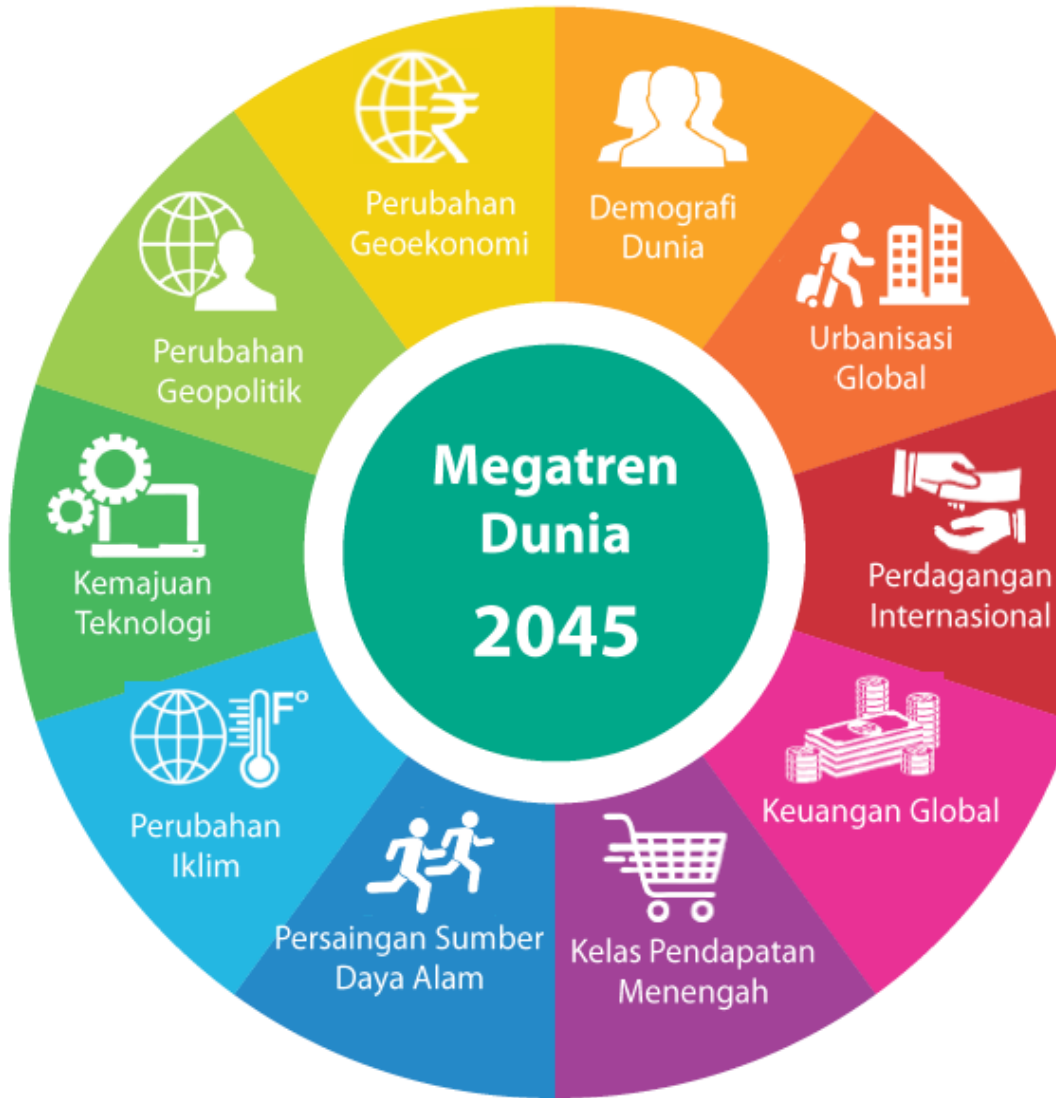 Megatren
Dunia
2045
Demografi
Dunia
Urbanisasi
Global
Perdagangan
Internasional
Keuangan Global
Kelas Pendapatan
Menengah
Persaingan Sumber
Daya Alam
Perubahan
Iklim
F°
Kemajuan
Teknologi
Perubahan
Geopolitik
Perubahan
Geoekonomi
₹